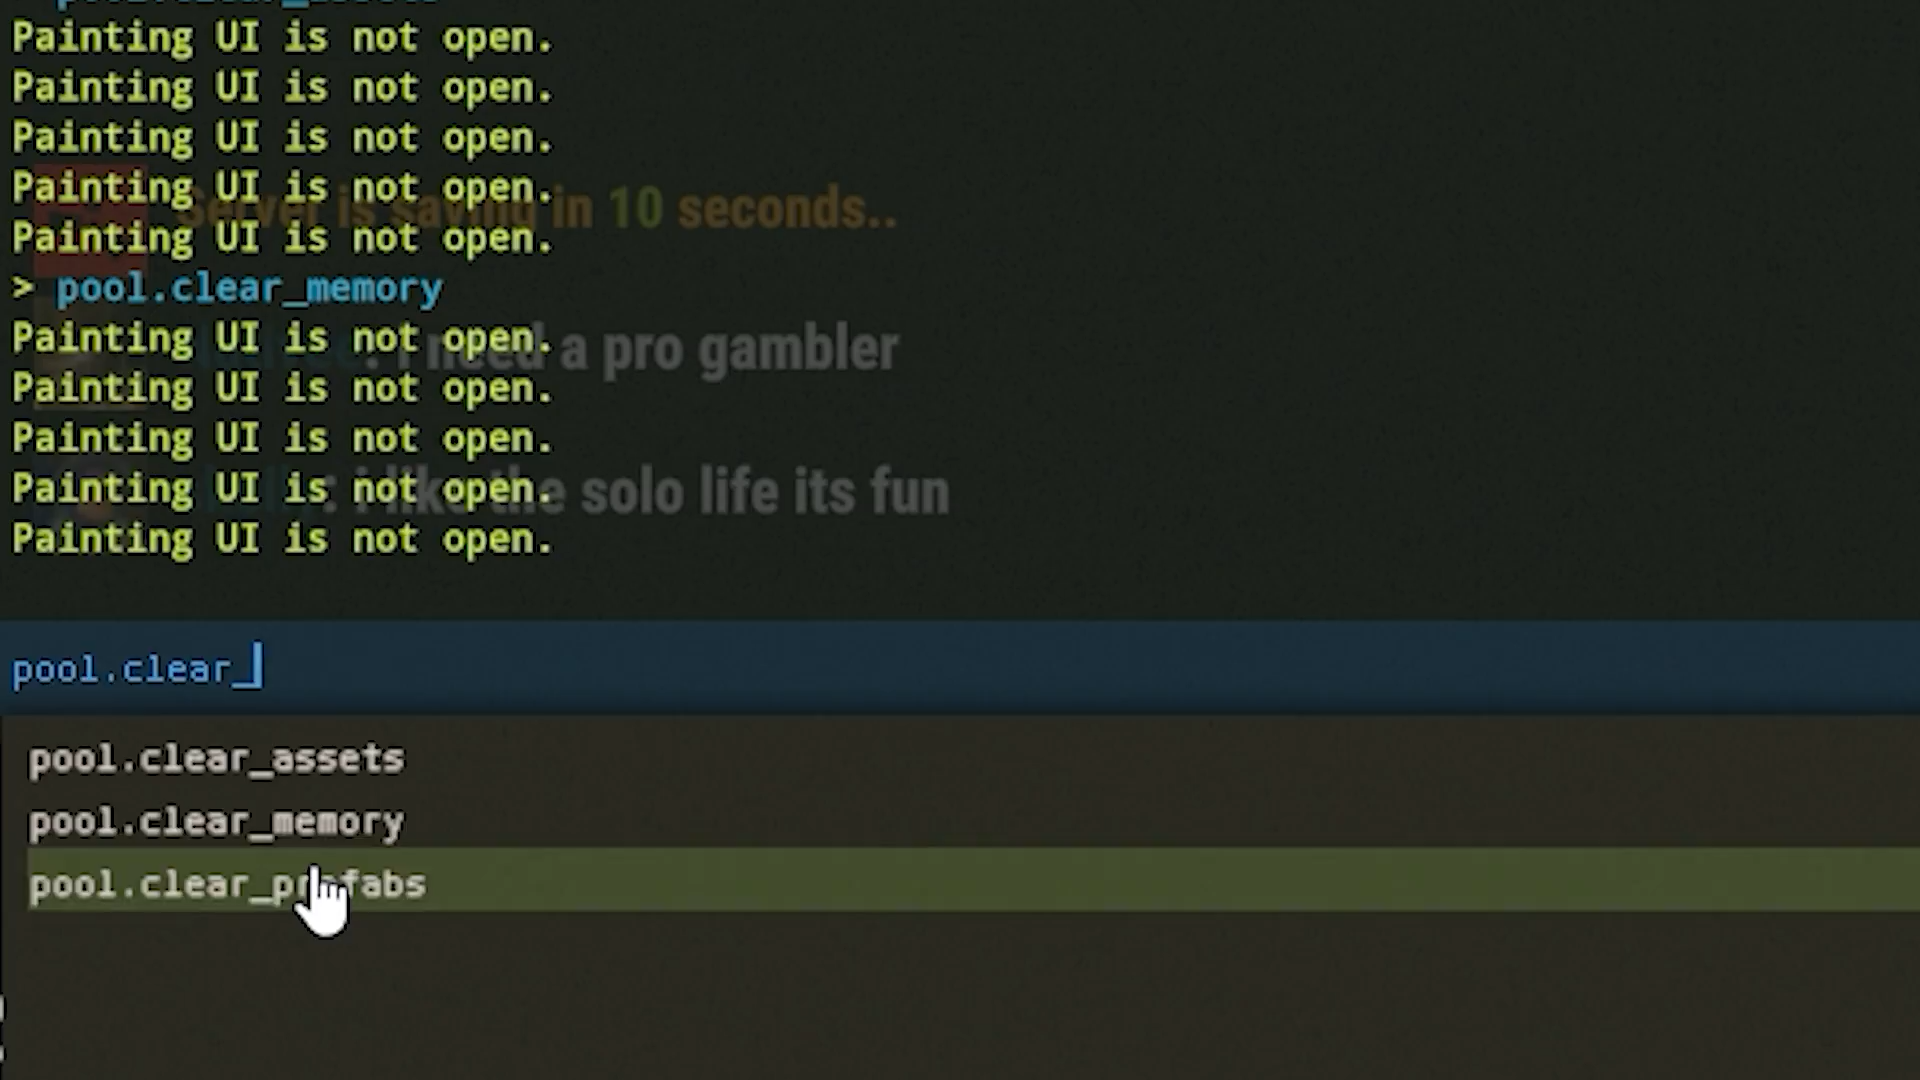 pool.clear_assets
Painting UI is not open.
Painting UI is not open.
Painting UI is not open.
Painting UI is not open.
Server is saving in 10 seconds..
Painting UI is not open.
> pool.clear_memory
Painting UI is not open.
: i need a pro gambler
Painting UI is not open.
Painting UI is not open.
Painting UI is not open.
: i like the solo life its fun
Painting UI is not open.
pool.clear_
pool.clear_assets
pool.clear_memory
pool.clear_prefabs